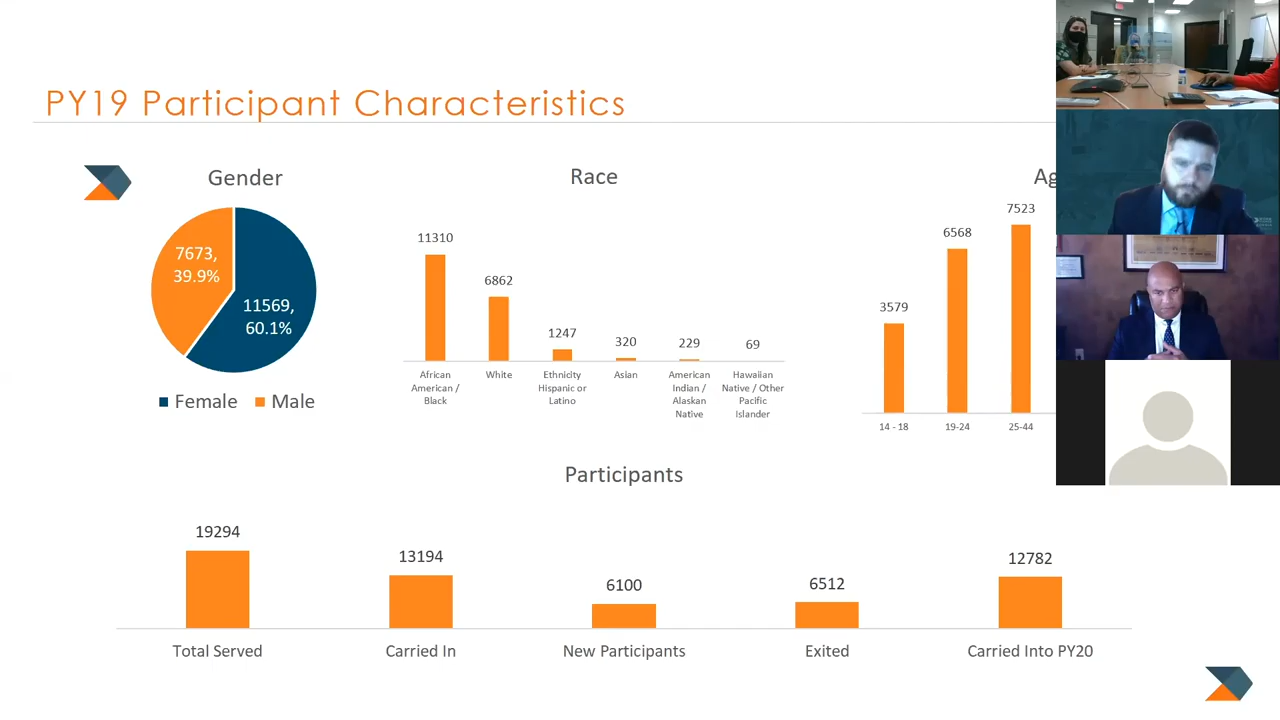 PY19 Participant Characteristics
Gender
7673,
39.9%
11569,
60.1%
Female
Male
Race
11310
6862
1247
320
229
69
African
American /
Black
White
Ethnicity
Hispanic or
Latino
Asian
American
Indian /
Alaskan
Native
Hawaiian
Native / Other
Pacific
Islander
Ag
3579
6568
7523
14 - 18
19-24
25-44
Participants
19294
13194
6100
6512
12782
Total Served
Carried In
New Participants
Exited
Carried Into PY20